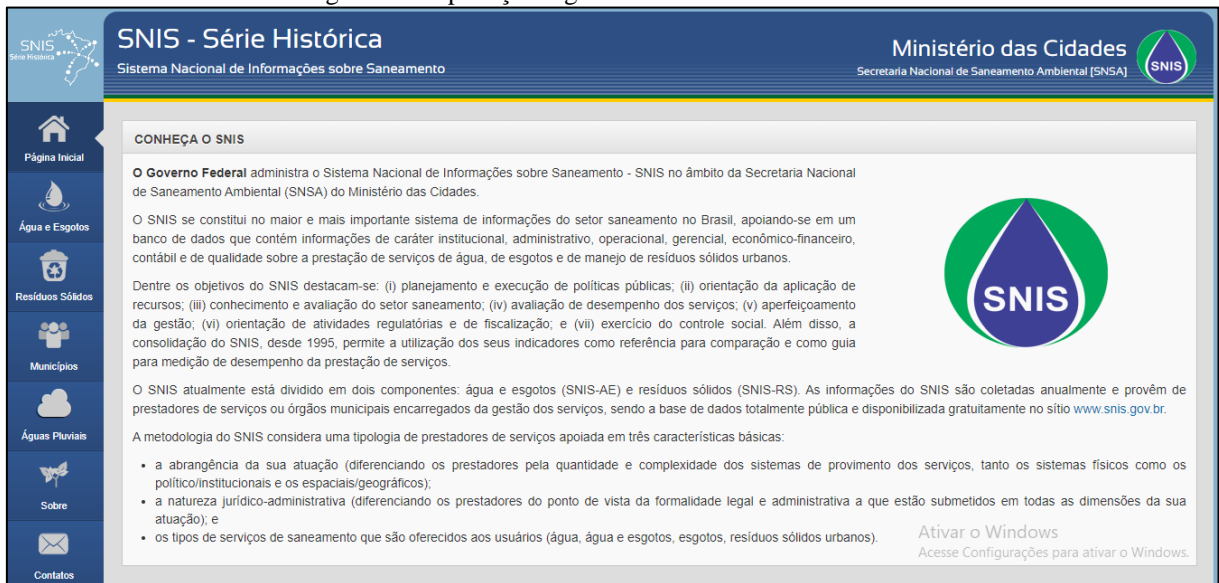 SNIS
Série Histórica
SNIS - Série Histórica
Sistema Nacional de Informações sobre Saneamento
Ministério das Cidades
Secretaria Nacional de Saneamento Ambiental [SNSA]
SNIS
Página Inicial
Água e Esgotos
Resíduos Sólidos
Municípios
Águas Pluviais
Sobre
Contatos
CONHEÇA O SNIS
O Governo Federal administra o Sistema Nacional de Informações sobre Saneamento - SNIS no âmbito da Secretaria Nacional
de Saneamento Ambiental (SNSA) do Ministério das Cidades.
O SNIS se constitui no maior e mais importante sistema de informações do setor saneamento no Brasil, apoiando-se em um
banco de dados que contém informações de caráter institucional, administrativo, operacional, gerencial, econômico-financeiro,
contábil e de qualidade sobre a prestação de serviços de água, de esgotos e de manejo de resíduos sólidos urbanos.
Dentre os objetivos do SNIS destacam-se: (i) planejamento e execução de políticas públicas; (ii) orientação da aplicação de
recursos; (iii) conhecimento e avaliação do setor saneamento; (iv) avaliação de desempenho dos serviços; (v) aperfeiçoamento
da gestão; (vi) orientação de atividades regulatórias e de fiscalização; e (vii) exercício do controle social. Além disso, a
consolidação do SNIS, desde 1995, permite a utilização dos seus indicadores como referência para comparação e como guia
para medição de desempenho da prestação de serviços.
SNIS
O SNIS atualmente está dividido em dois componentes: água e esgotos (SNIS-AE) e resíduos sólidos (SNIS-RS). As informações do SNIS são coletadas anualmente e provêm de
prestadores de serviços ou órgãos municipais encarregados da gestão dos serviços, sendo a base de dados totalmente pública e disponibilizada gratuitamente no sítio www.snis.gov.br.
A metodologia do SNIS considera uma tipologia de prestadores de serviços apoiada em três características básicas:
• a abrangência da sua atuação (diferenciando os prestadores pela quantidade e complexidade dos sistemas de provimento dos serviços, tanto os sistemas físicos como os
político/institucionais e os espaciais/geográficos);
• a natureza jurídico-administrativa (diferenciando os prestadores do ponto de vista da formalidade legal e administrativa a que estão submetidos em todas as dimensões da sua
atuação); e
• os tipos de serviços de saneamento que são oferecidos aos usuários (água, água e esgotos, esgotos, resíduos sólidos urbanos).
Ativar o Windows
Acesse Configurações para ativar o Windows.